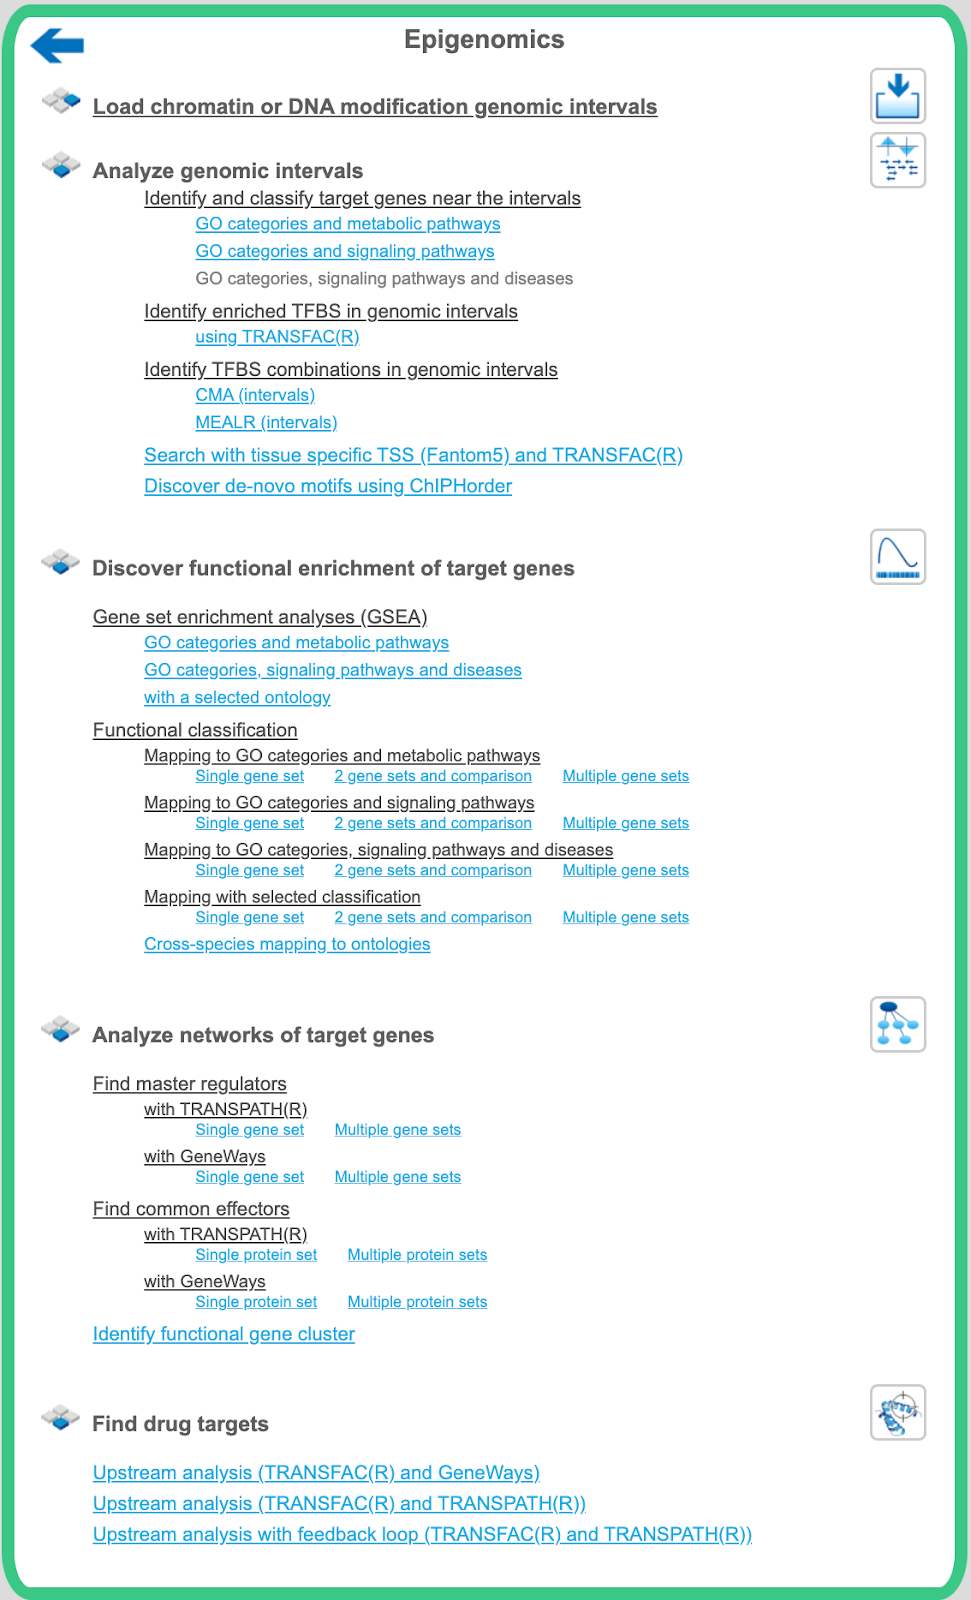 Epigenomics
Load chromatin or DNA modification genomic intervals
Analyze genomic intervals
Identify and classify target genes near the intervals
GO categories and metabolic pathways
GO categories and signaling pathways
GO categories, signaling pathways and diseases
Identify enriched TFBS in genomic intervals
using TRANSFAC(R)
Identify TFBS combinations in genomic intervals
CMA (intervals)
MEALR (intervals)
Search with tissue specific TSS (Fantom5) and TRANSFAC(R)
Discover de-novo motifs using ChIPHorder
Discover functional enrichment of target genes
Gene set enrichment analyses (GSEA)
GO categories and metabolic pathways
GO categories, signaling pathways and diseases
with a selected ontology
Functional classification
Mapping to GO categories and metabolic pathways
Single gene set 2 gene sets and comparison Multiple gene sets
Mapping to GO categories and signaling pathways
Single gene set 2 gene sets and comparison Multiple gene sets
Mapping to GO categories, signaling pathways and diseases
Single gene set 2 gene sets and comparison Multiple gene sets
Mapping with selected classification
Single gene set 2 gene sets and comparison Multiple gene sets
Cross-species mapping to ontologies
Analyze networks of target genes
Find master regulators
with TRANSPATH(R)
Single gene set Multiple gene sets
with GeneWays
Single gene set Multiple gene sets
Find common effectors
with TRANSPATH(R)
Single protein set Multiple protein sets
with GeneWays
Single protein set Multiple protein sets
Identify functional gene cluster
Find drug targets
Upstream analysis (TRANSFAC(R) and GeneWays)
Upstream analysis (TRANSFAC(R) and TRANSPATH(R))
Upstream analysis with feedback loop (TRANSFAC(R) and TRANSPATH(R))